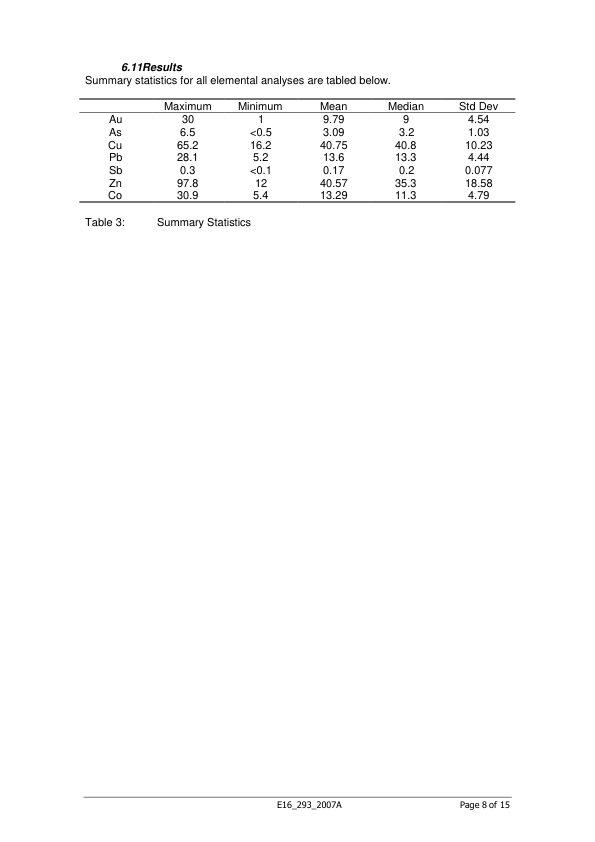 6.11Results
Summary statistics for all elemental analyses are tabled below.
Maximum Minimum Mean Median Std Dev
Au 30 1 9.79 9 4.54
As 6.5 <0.5 3.09 3.2 1.03
Cu 65.2 16.2 40.75 40.8 10.23
Pb 28.1 5.2 13.6 13.3 4.44
Sb 0.3 <0.1 0.17 0.2 0.077
Zn 97.8 12 40.57 35.3 18.58
Co 30.9 5.4 13.29 11.3 4.79
Table 3: Summary Statistics
E16_293_2007A Page 8 of 15